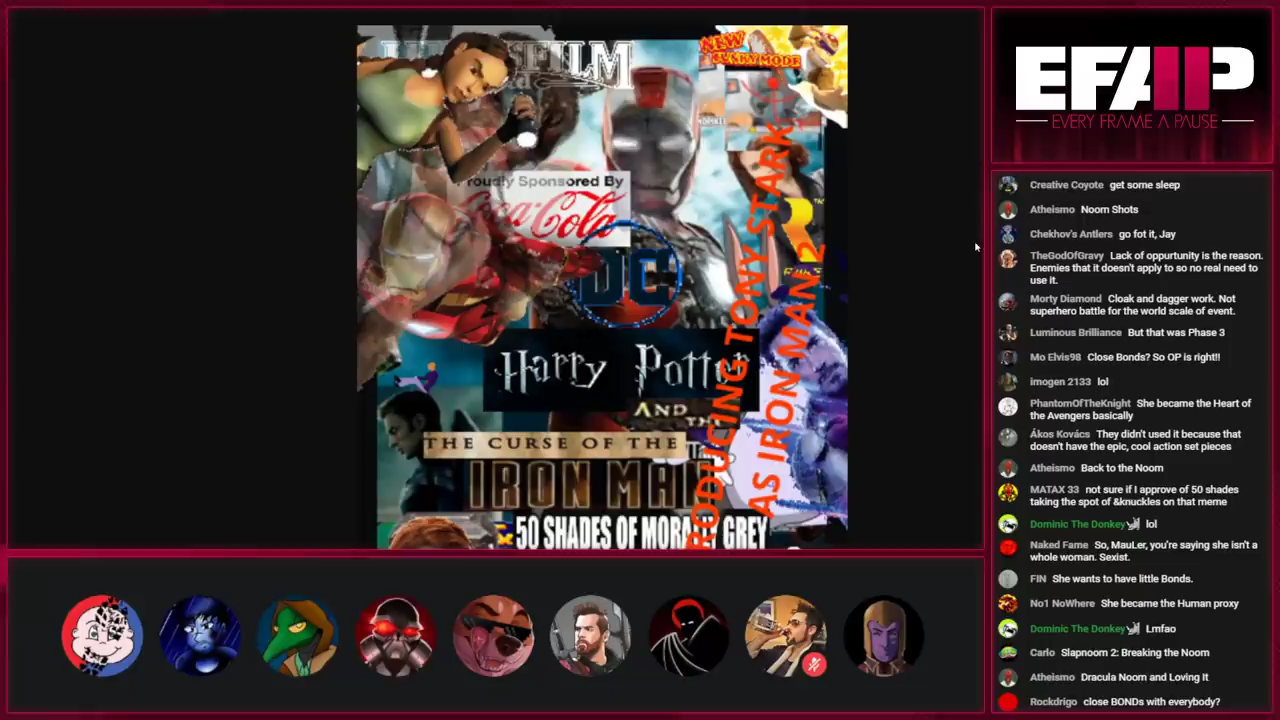 FILM
NEW
FUNKY MODE
Proudly Sponsored By
Coca-Cola
DC
Harry Potter
AND
THE
THE CURSE OF THE
IRON MAN
50 SHADES OF MORALLY GREY
RODUCING TONY STARK
AS IRON MAN 2
EFAP
EVERY FRAME A PAUSE
Creative Coyote get some sleep
Atheismo Noom Shots
Chekhov's Antlers go fot it, Jay
TheGodOfGravy Lack of oppurtunity is the reason.
Enemies that it doesn't apply to so no real need to
use it.
Morty Diamond Cloak and dagger work. Not
superhero battle for the world scale of event.
Luminous Brilliance But that was Phase 3
Mo Elvis98 Close Bonds? So OP is right!!
imogen 2133 lol
PhantomOfTheKnight She became the Heart of
the Avengers basically
Ákos Kovács They didn't used it because that
doesn't have the epic, cool action set pieces
Atheismo Back to the Noom
MATAX 33 not sure if I approve of 50 shades
taking the spot of &knuckles on that meme
Dominic The Donkey lol
Naked Fame So, MauLer, you're saying she isn't a
whole woman. Sexist.
FIN She wants to have little Bonds.
No1 NoWhere She became the Human proxy
Dominic The Donkey Lmfao
Carlo Slapnoom 2: Breaking the Noom
Atheismo Dracula Noom and Loving It
Rockdrigo close BONDs with everybody?